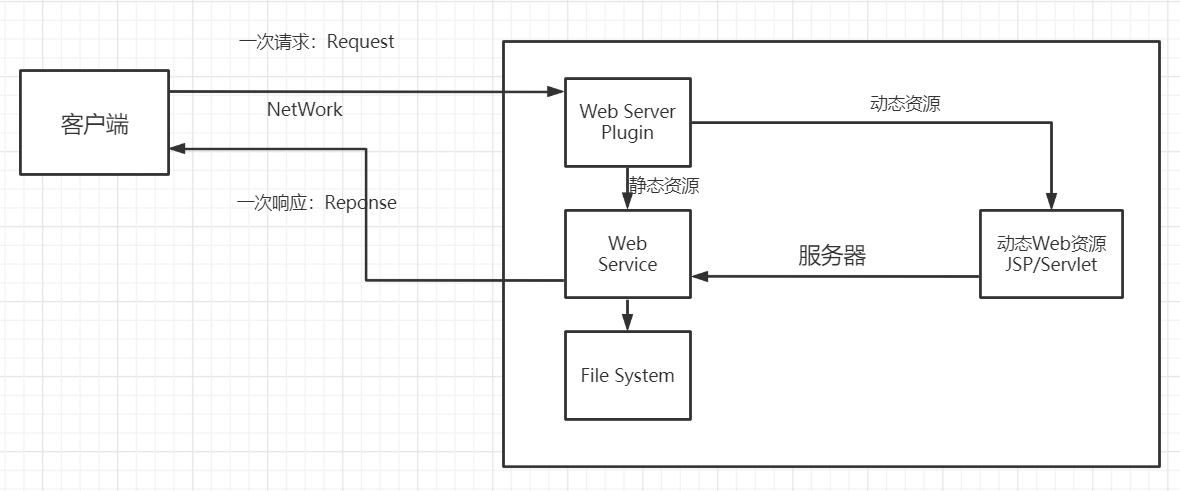 一次请求：Request
NetWork
客户端
一次响应：Reponse
Web Server
Plugin
动态资源
静态资源
Web
Service
服务器
动态Web资源
JSP/Servlet
File System